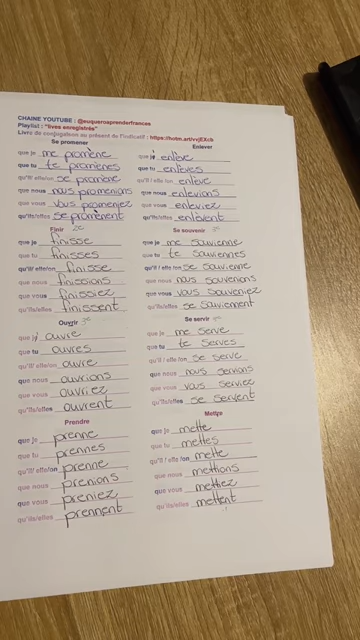 CHAINE YOUTUBE : @euqueroaprenderfrances
Playlist : "lives enregistrés"
Livre de conjugaison au présent de l'indicatif : https://hotm.art/vvjEXcb
Se promener
que je me promène
que tu te promènes
qu'il/ elle/on se promène
que nous nous promenions
que vous vous promeniez
qu'ils/elles se promènent
Enlever
que j' enlève
que tu enlèves
qu'il / elle /on enlève
que nous enlevions
que vous enleviez
qu'ils/elles enlèvent
Finir
que je finisse
que tu finisses
qu'il/ elle/on finisse
que nous finissions
que vous finissiez
qu'ils/elles finissent
Se souvenir
que je me souvienne
que tu te souviennes
qu'il / elle /on se souvienne
que nous nous souvenions
que vous vous souveniez
qu'ils/elles se souviennent
Ouvrir
que j' ouvre
que tu ouvres
qu'il/ elle/on ouvre
que nous ouvrions
que vous ouvriez
qu'ils/elles ouvrent
Se servir
que je me serve
que tu te serves
qu'il / elle /on se serve
que nous nous servions
que vous vous serviez
qu'ils/elles se servent
Prendre
que je prenne
que tu prennes
qu'il/ elle/on prenne
que nous prenions
que vous preniez
qu'ils/elles prennent
Mettre
que je mette
que tu mettes
qu'il / elle /on mette
que nous mettions
que vous mettiez
qu'ils/elles mettent